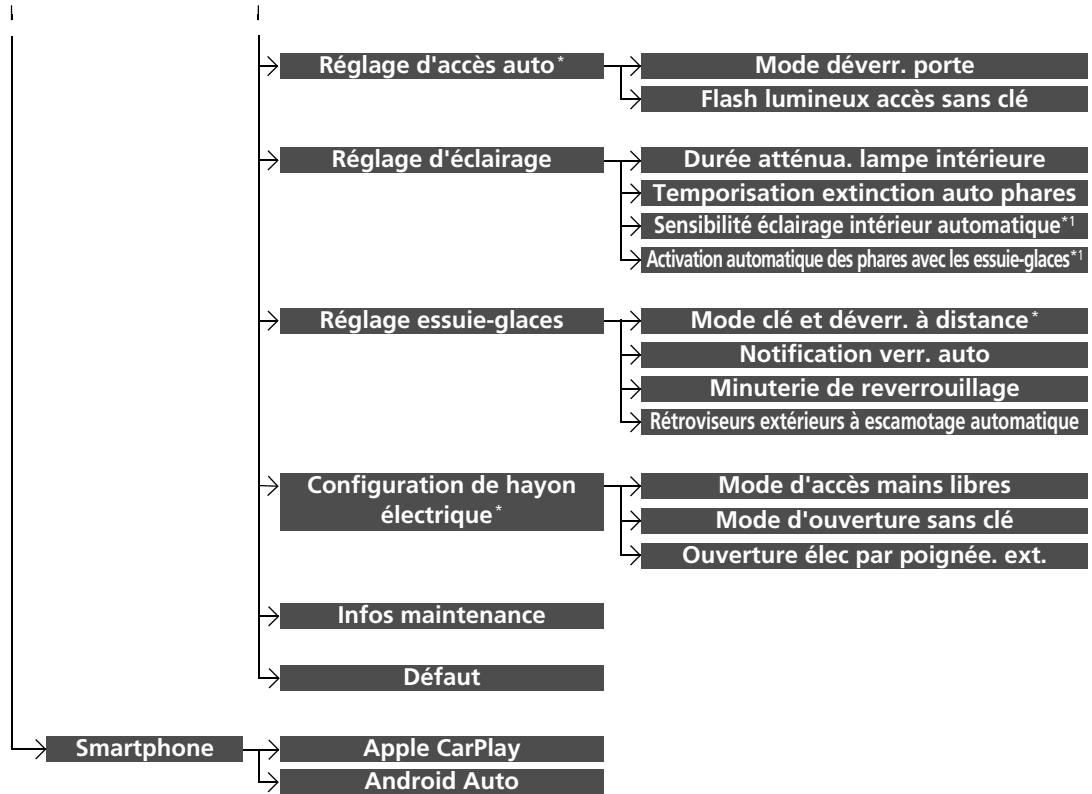 Réglage d'accès auto*
Mode déverr. porte
Flash lumineux accès sans clé
Réglage d'éclairage
Durée atténua. lampe intérieure
Temporisation extinction auto phares
Sensibilité éclairage intérieur automatique*1
Activation automatique des phares avec les essuie-glaces*1
Réglage essuie-glaces
Mode clé et déverr. à distance*
Notification verr. auto
Minuterie de reverrouillage
Rétroviseurs extérieurs à escamotage automatique
Configuration de hayon
électrique*
Mode d'accès mains libres
Mode d'ouverture sans clé
Ouverture élec par poignée. ext.
Infos maintenance
Défaut
Smartphone
Apple CarPlay
Android Auto